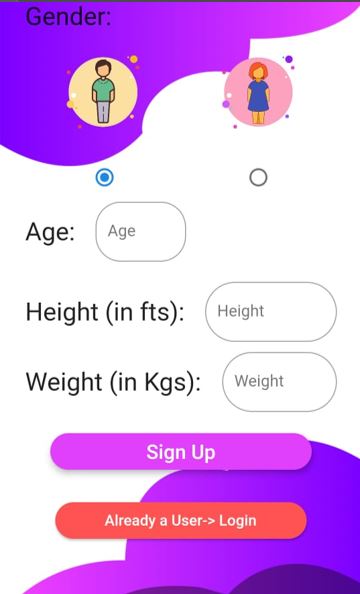 Gender:
Age: Age
Height (in fts): Height
Weight (in Kgs): Weight
Sign Up
Already a User-> Login